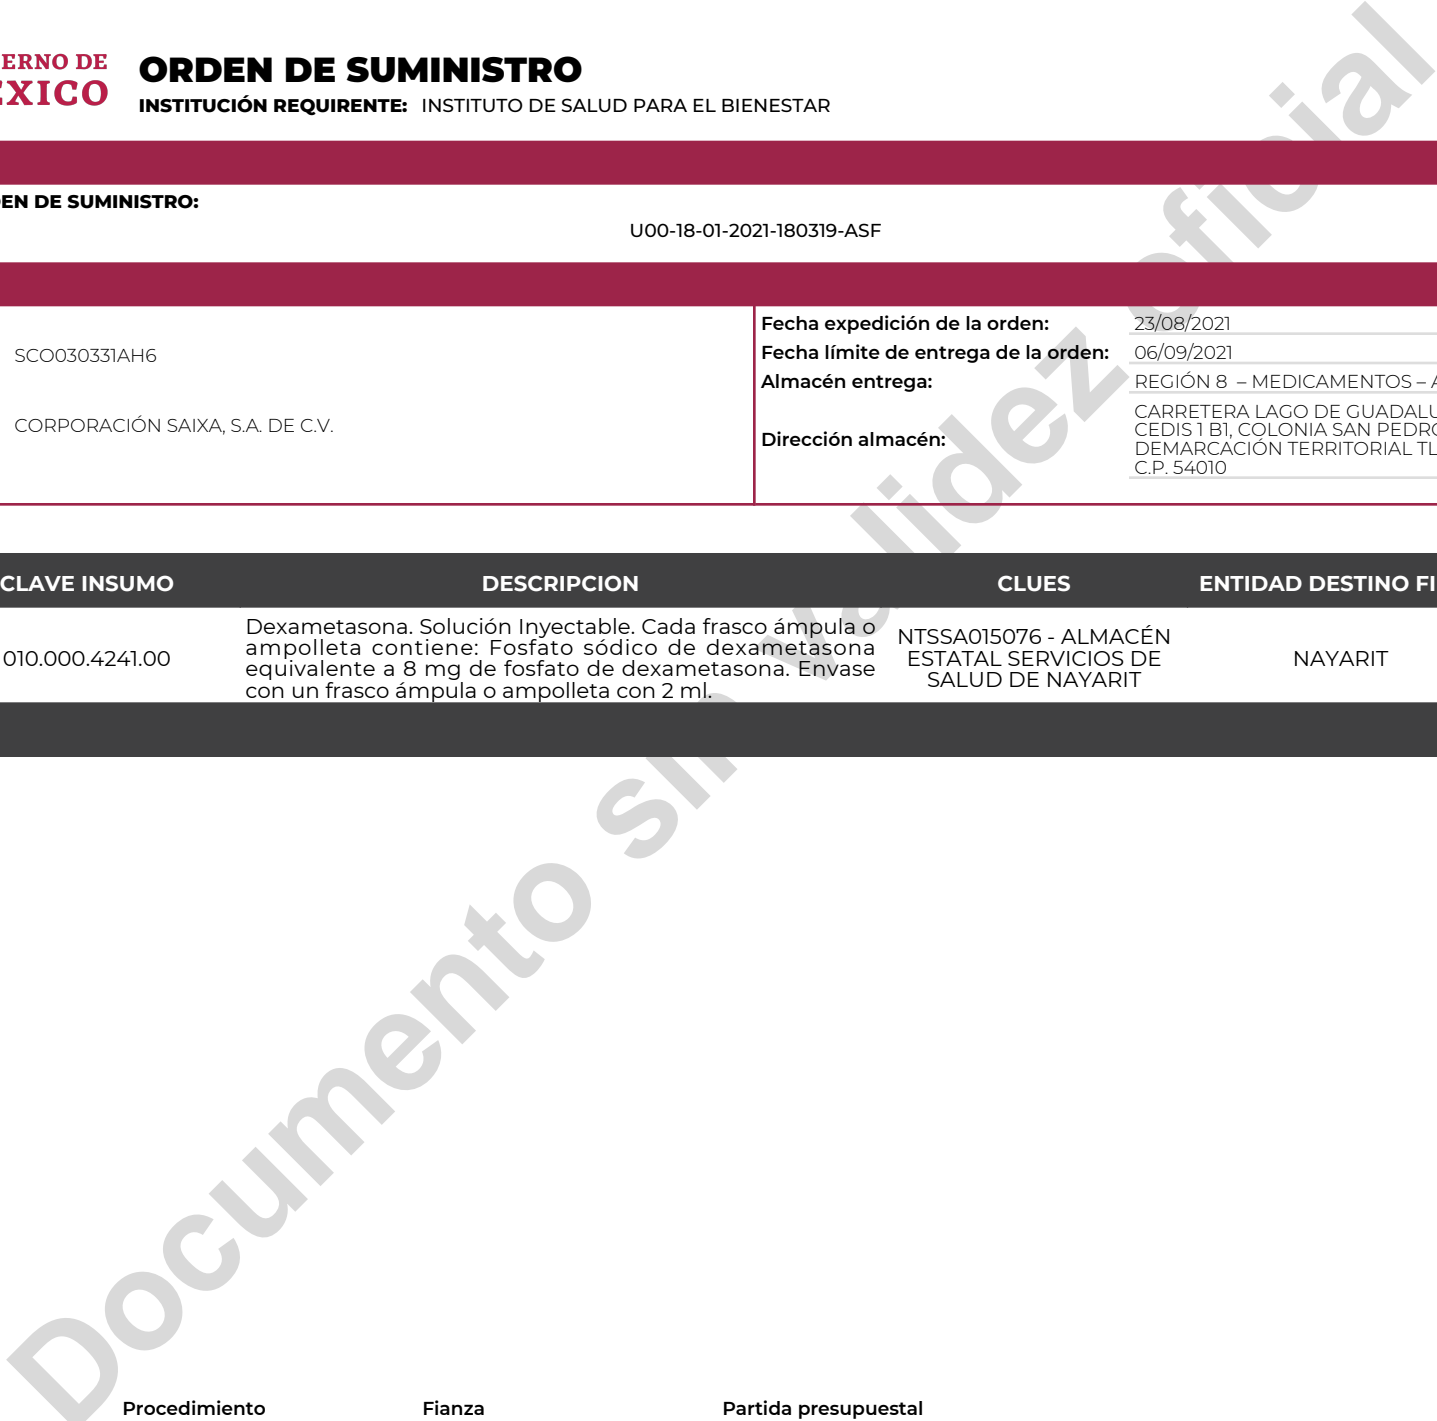 ERNO DE
EXICO
ORDEN DE SUMINISTRO
INSTITUCIÓN REQUIRENTE: INSTITUTO DE SALUD PARA EL BIENESTAR
EN DE SUMINISTRO:
U00-18-01-2021-180319-ASF
SCO030331AH6
CORPORACIÓN SAIXA, S.A. DE C.V.
Fecha expedición de la orden: 23/08/2021
Fecha límite de entrega de la orden: 06/09/2021
Almacén entrega: REGIÓN 8 – MEDICAMENTOS – A
Dirección almacén:
CARRETERA LAGO DE GUADALU
CEDIS 1 B1, COLONIA SAN PEDRO
DEMARCACIÓN TERRITORIAL TL
C.P. 54010
CLAVE INSUMO DESCRIPCION CLUES ENTIDAD DESTINO FI
010.000.4241.00
Dexametasona. Solución Inyectable. Cada frasco ámpula o
ampolleta contiene: Fosfato sódico de dexametasona
equivalente a 8 mg de fosfato de dexametasona. Envase
con un frasco ámpula o ampolleta con 2 ml.
NTSSA015076 - ALMACÉN
ESTATAL SERVICIOS DE
SALUD DE NAYARIT
NAYARIT
Documento sin validez oficial
Procedimiento Fianza Partida presupuestal